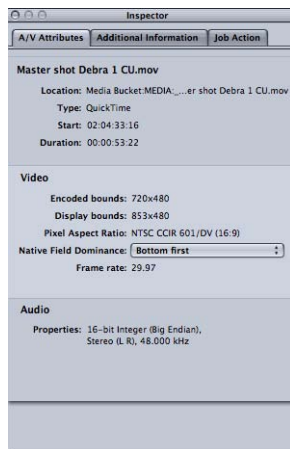 Inspector
A/V Attributes Additional Information Job Action
Master shot Debra 1 CU.mov
Location: Media Bucket:MEDIA:_...er shot Debra 1 CU.mov
Type: QuickTime
Start: 02:04:33:16
Duration: 00:00:53:22
Video
Encoded bounds: 720x480
Display bounds: 853x480
Pixel Aspect Ratio: NTSC CCIR 601/DV (16:9)
Native Field Dominance: Bottom first
Frame rate: 29.97
Audio
Properties: 16-bit Integer (Big Endian),
Stereo (L R), 48.000 kHz